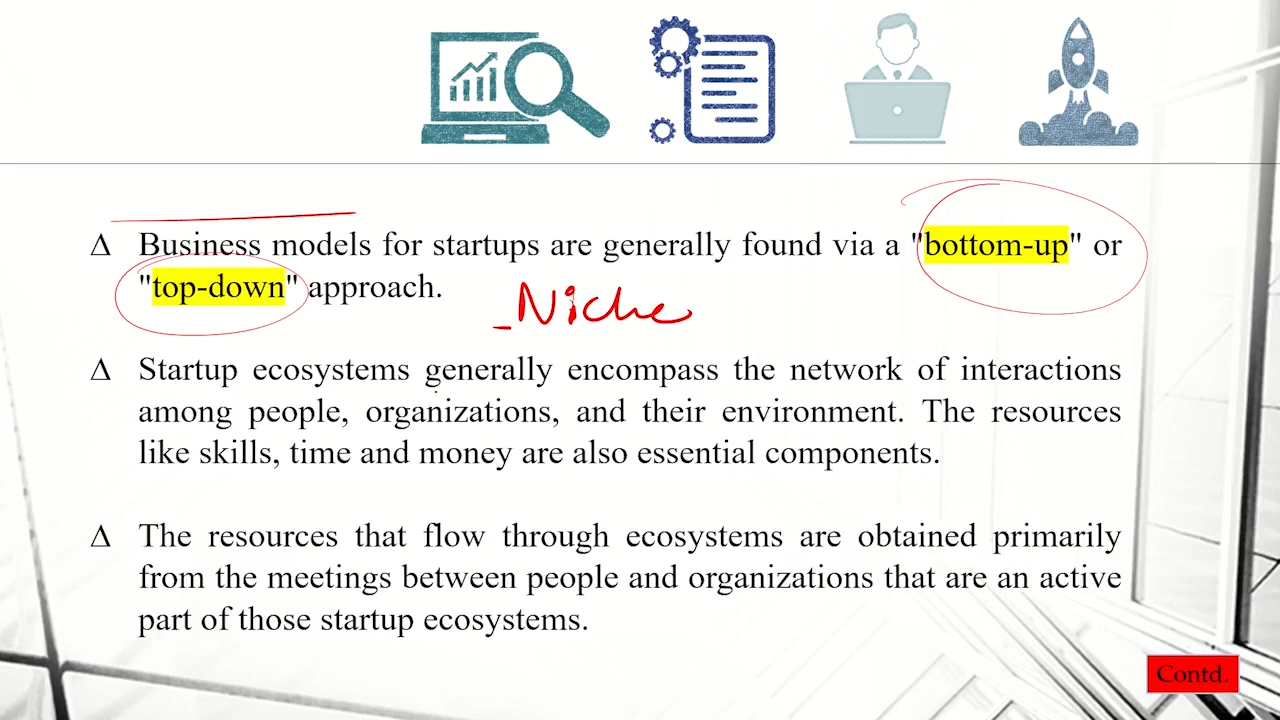 Δ Business models for startups are generally found via a "bottom-up" or
"top-down" approach.
Niche
Δ Startup ecosystems generally encompass the network of interactions
among people, organizations, and their environment. The resources
like skills, time and money are also essential components.
Δ The resources that flow through ecosystems are obtained primarily
from the meetings between people and organizations that are an active
part of those startup ecosystems.
Contd.